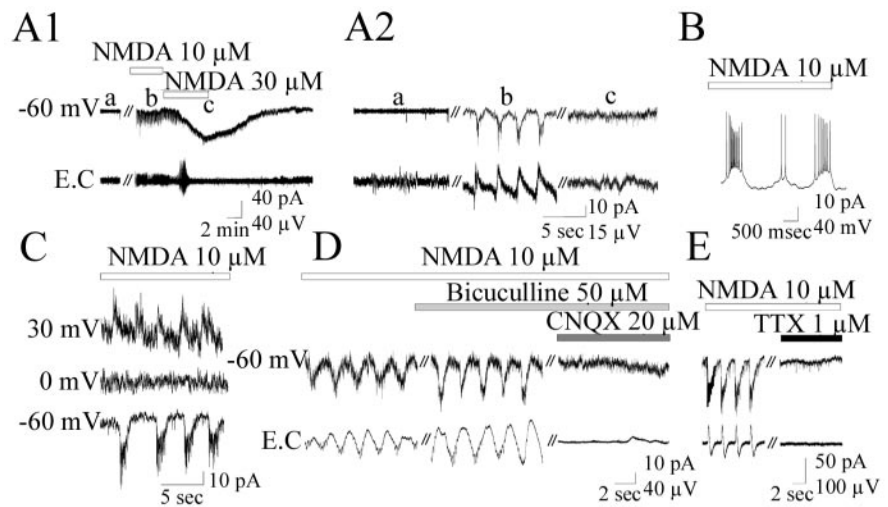 A1
NMDA 10 µM
NMDA 30 µM
a // b c
-60 mV
E.C //
40 pA
2 min 40 µV
A2
a // b // c
// //
10 pA
5 sec 15 µV
B
NMDA 10 µM
10 pA
500 msec 40 mV
C
NMDA 10 µM
30 mV
0 mV
-60 mV
10 pA
5 sec
D
NMDA 10 µM
Bicuculline 50 µM
CNQX 20 µM
-60 mV // //
E.C // //
10 pA
2 sec 40 µV
E
NMDA 10 µM
TTX 1 µM
//
//
50 pA
2 sec 100 µV